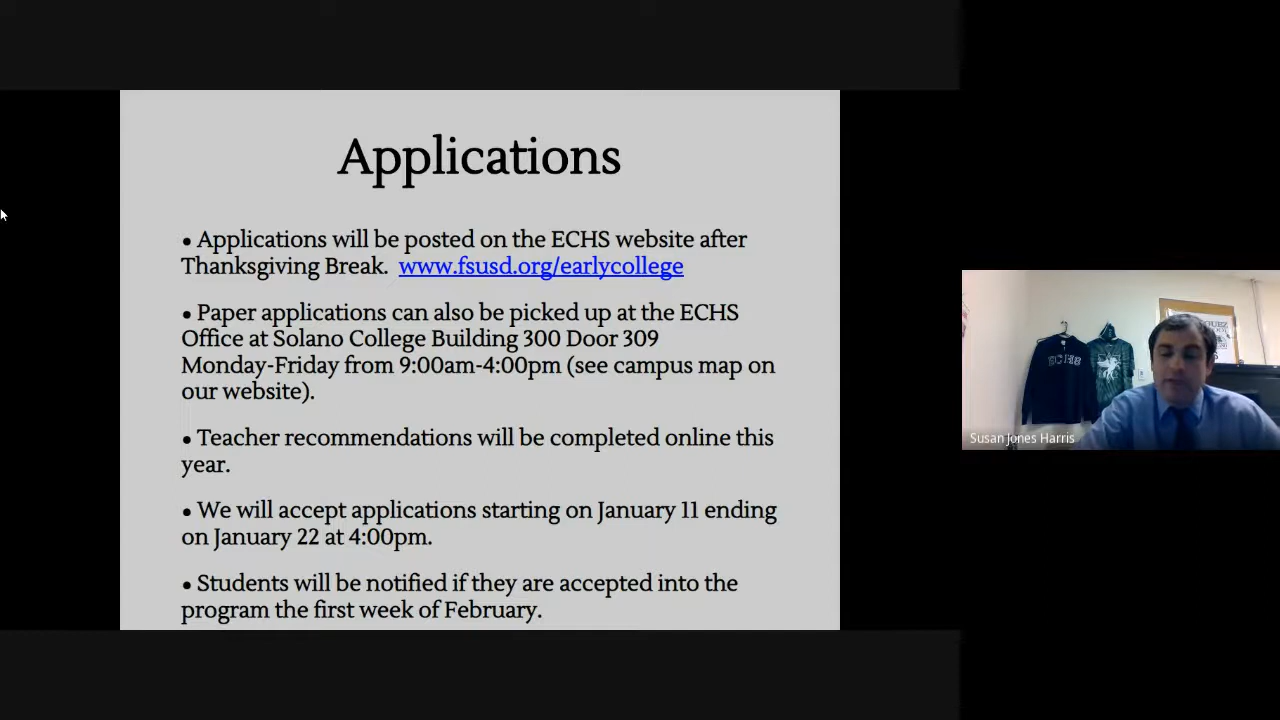 Applications
• Applications will be posted on the ECHS website after
Thanksgiving Break. www.fsusd.org/earlycollege
• Paper applications can also be picked up at the ECHS
Office at Solano College Building 300 Door 309
Monday-Friday from 9:00am-4:00pm (see campus map on
our website).
• Teacher recommendations will be completed online this
year.
• We will accept applications starting on January 11 ending
on January 22 at 4:00pm.
• Students will be notified if they are accepted into the
program the first week of February.
ECHS
Susan Jones Harris